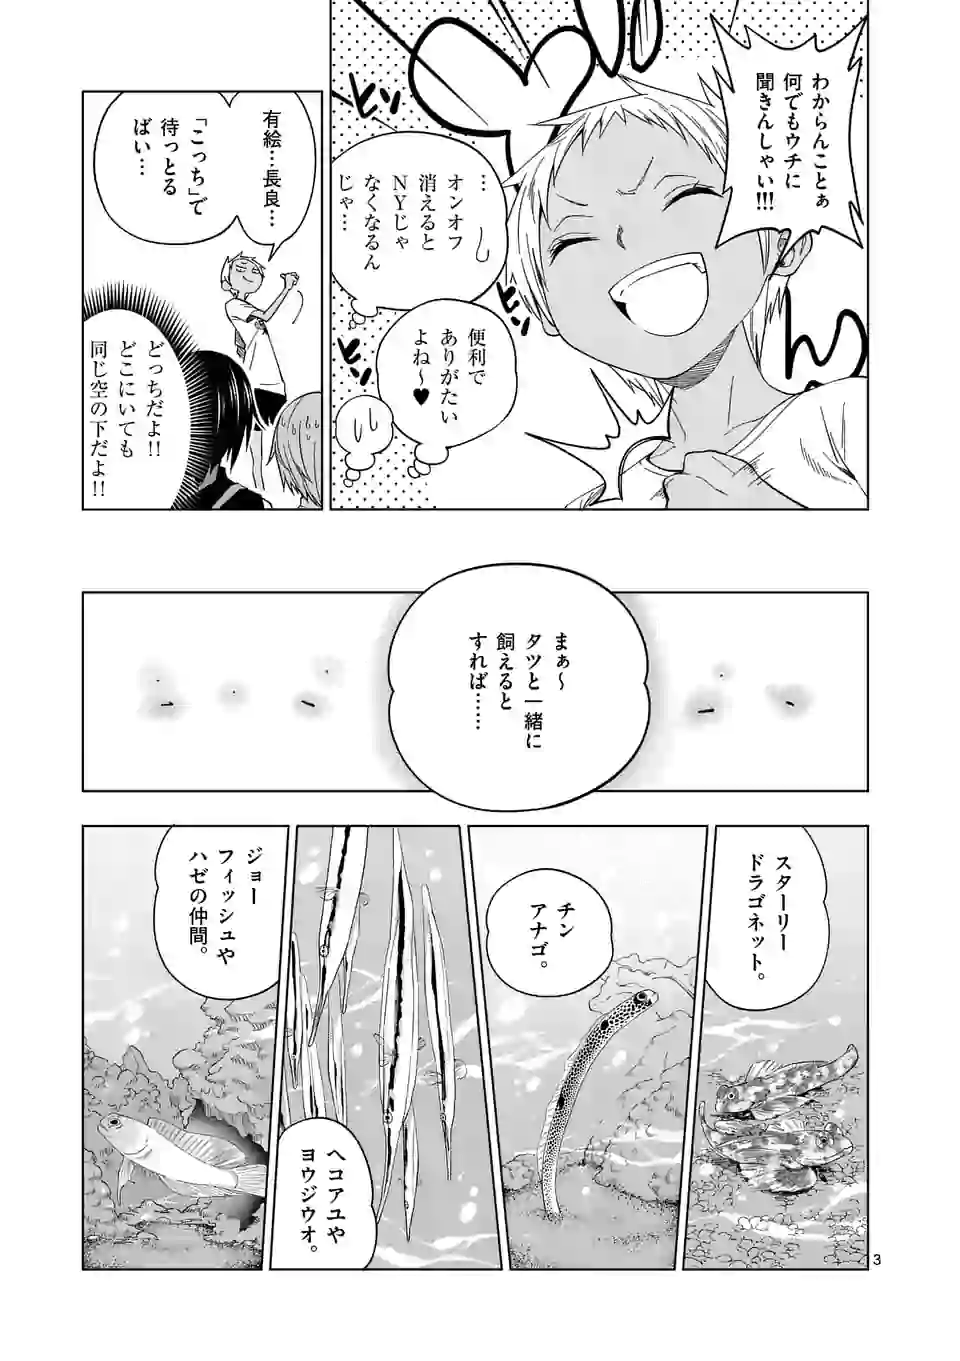 わからんことぁ
何でもウチに
聞きんしゃい!!!
…
オンオフ
消えると
NYじゃ
なくなるんじゃ…
便利で
ありがたい
よね～♥
有絵…長良…
「こっち」で
待っとる
ばい…
どっちだよ!!
どこにいても
同じ空の下だよ!!
まぁ～
タツと一緒に
飼えると
すれば……
スターリー
ドラゴネット。
チン
アナゴ。
ヘコアユや
ヨウジウオ。
ジョー
フィッシュや
ハゼの仲間。
3